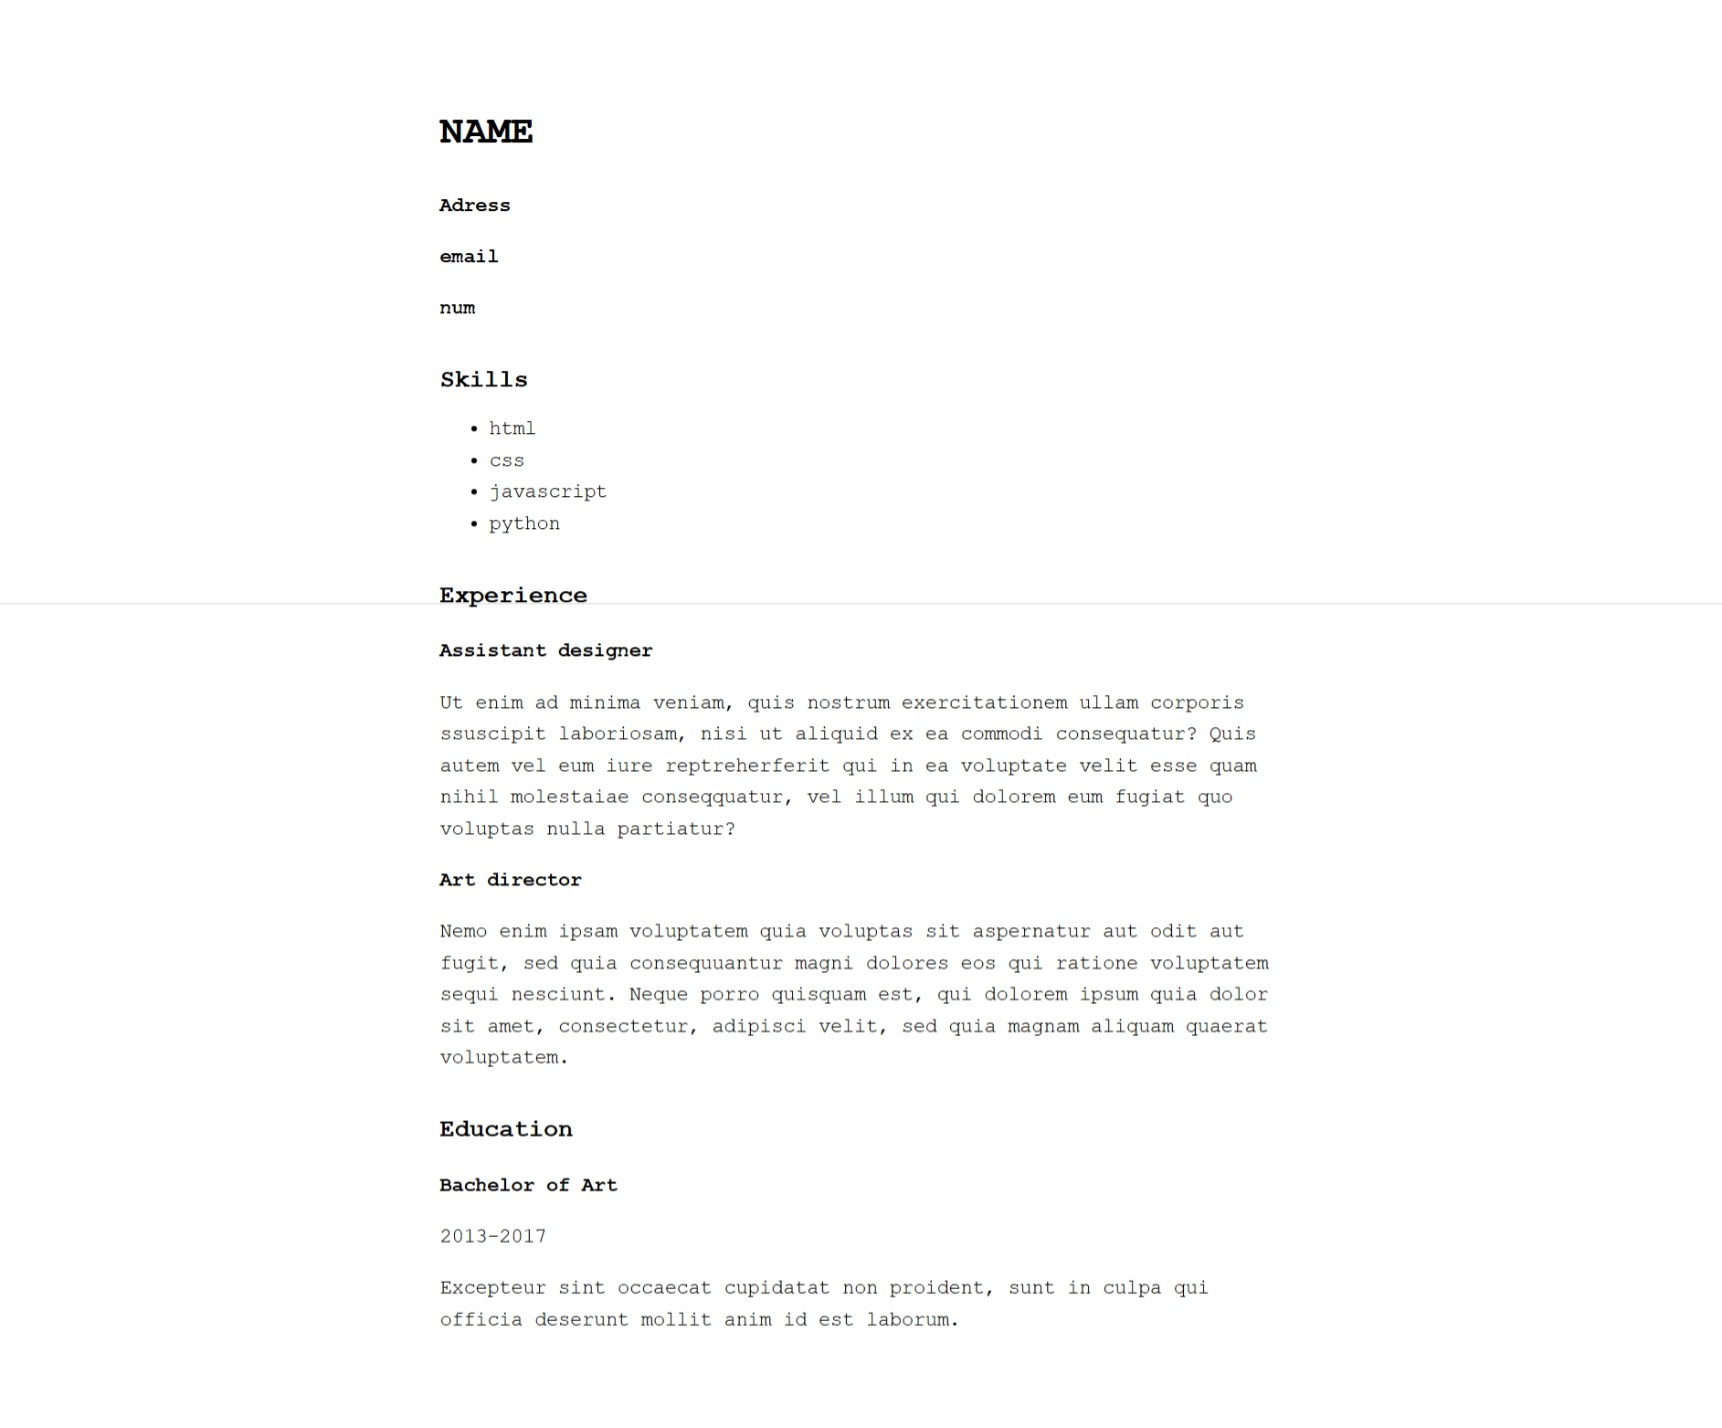 NAME
Adress
email
num
Skills
• html
• css
• javascript
• python
Experience
Assistant designer
Ut enim ad minima veniam, quis nostrum exercitationem ullam corporis
ssuscipit laboriosam, nisi ut aliquid ex ea commodi consequatur? Quis
autem vel eum iure reptreherferit qui in ea voluptate velit esse quam
nihil molestaiae conseqquatur, vel illum qui dolorem eum fugiat quo
voluptas nulla partiatur?
Art director
Nemo enim ipsam voluptatem quia voluptas sit aspernatur aut odit aut
fugit, sed quia consequuantur magni dolores eos qui ratione voluptatem
sequi nesciunt. Neque porro quisquam est, qui dolorem ipsum quia dolor
sit amet, consectetur, adipisci velit, sed quia magnam aliquam quaerat
voluptatem.
Education
Bachelor of Art
2013-2017
Excepteur sint occaecat cupidatat non proident, sunt in culpa qui
officia deserunt mollit anim id est laborum.